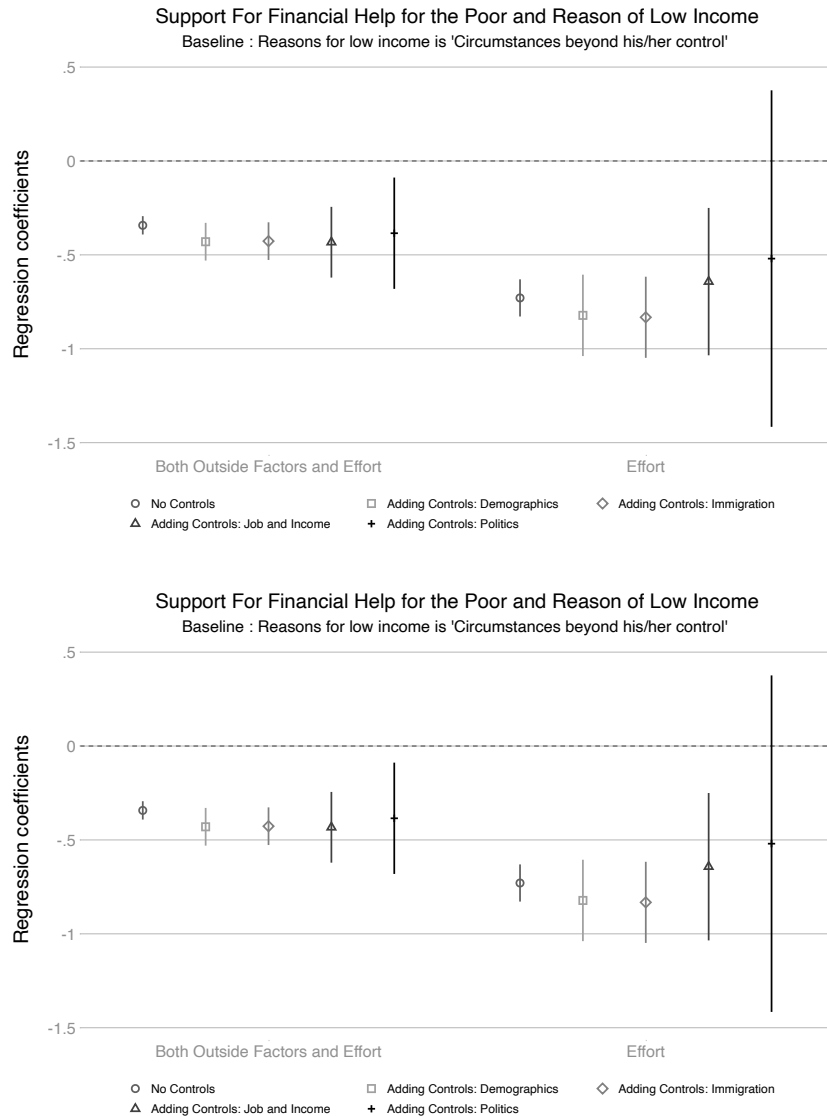 Support For Financial Help for the Poor and Reason of Low Income
Baseline : Reasons for low income is 'Circumstances beyond his/her control'
Regression coefficients
.5
0
-.5
-1
-1.5
Both Outside Factors and Effort
Effort
No Controls
Adding Controls: Demographics
Adding Controls: Immigration
Adding Controls: Job and Income
Adding Controls: Politics
Support For Financial Help for the Poor and Reason of Low Income
Baseline : Reasons for low income is 'Circumstances beyond his/her control'
Regression coefficients
.5
0
-.5
-1
-1.5
Both Outside Factors and Effort
Effort
No Controls
Adding Controls: Demographics
Adding Controls: Immigration
Adding Controls: Job and Income
Adding Controls: Politics